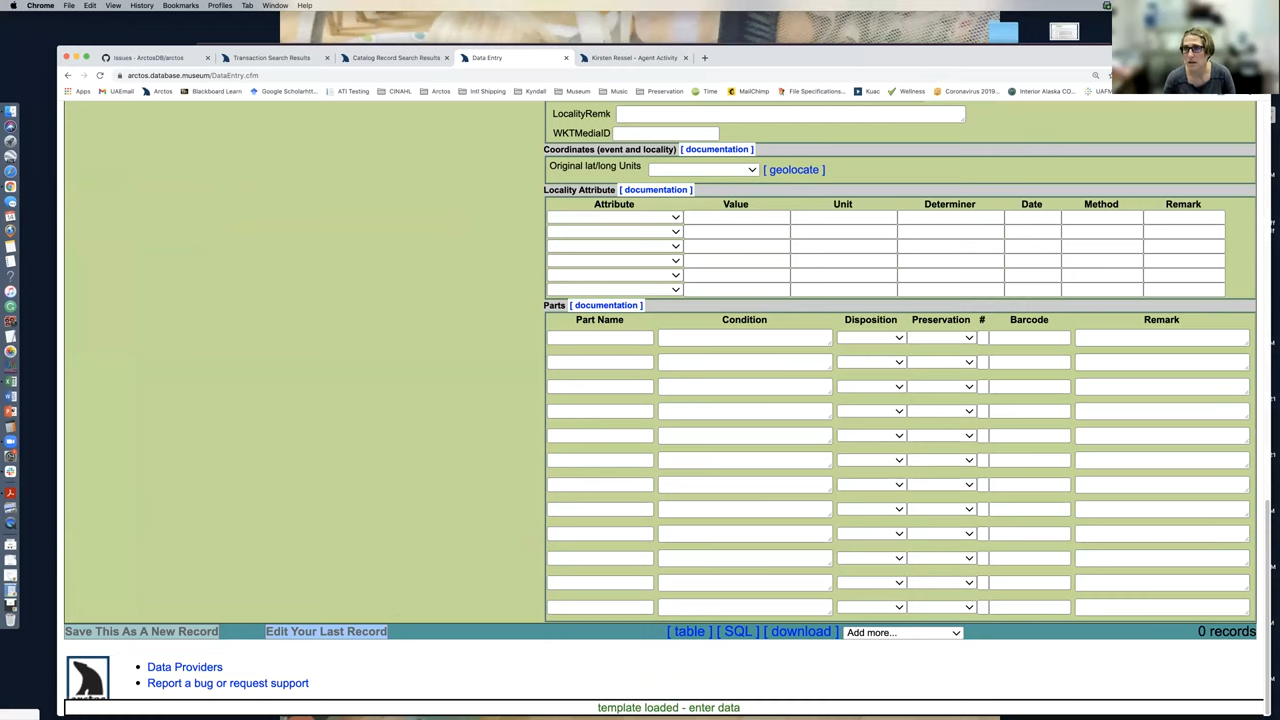 Chrome File Edit View History Bookmarks Profiles Tab Window Help
Issues · ArctosDB/arctos × Transaction Search Results × Catalog Record Search Results × Data Entry × Kirsten Ressel - Agent Activity × +
arctos.database.museum/DataEntry.cfm
Apps UAEmail Arctos Blackboard Learn Google Scholarhtt... ATI Testing CINAHL Arctos Intl Shipping Kyndall Museum Music Preservation Time MailChimp File Specifications... Kuac Wellness Coronavirus 2019... Interior Alaska CO... UAFM
LocalityRemk
WKTMediaID
Coordinates (event and locality) [ documentation ]
Original lat/long Units [ geolocate ]
Locality Attribute [ documentation ]
Attribute Value Unit Determiner Date Method Remark
Parts [ documentation ]
Part Name Condition Disposition Preservation # Barcode Remark
Save This As A New Record Edit Your Last Record [ table ] [ SQL ] [ download ] Add more... 0 records
• Data Providers
• Report a bug or request support
arctos
template loaded - enter data